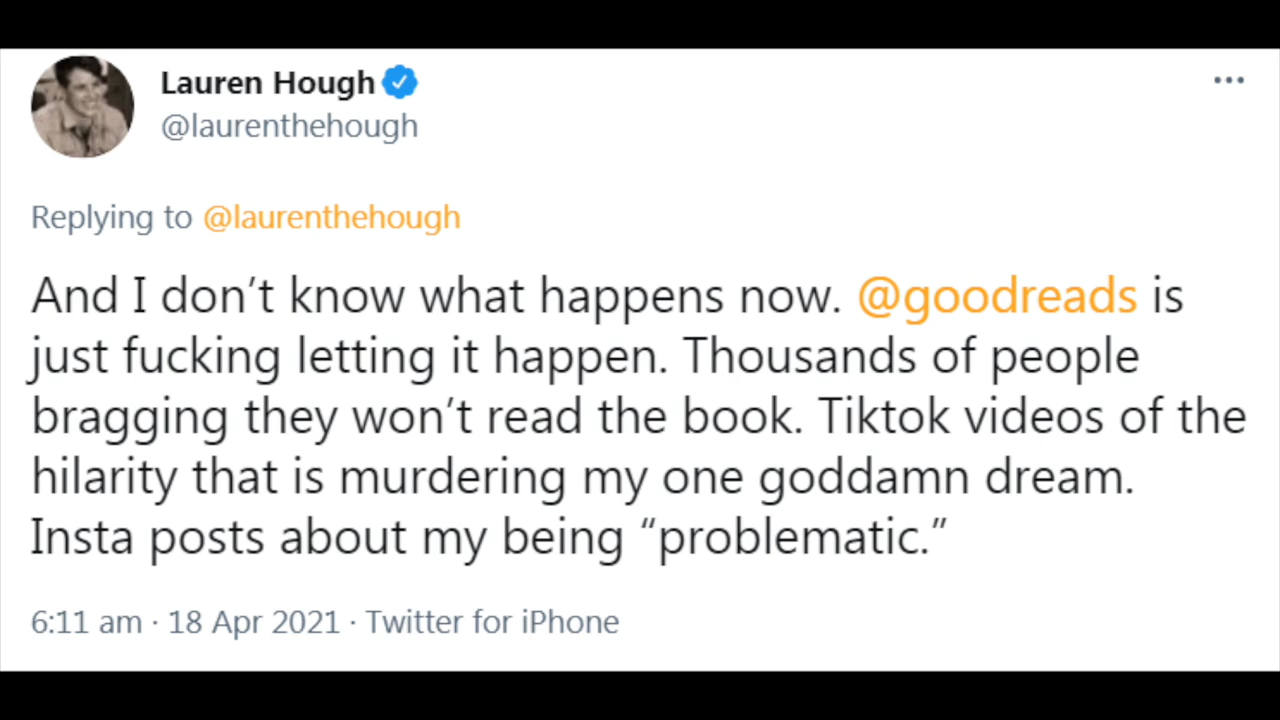 Lauren Hough
@laurenthehough
Replying to @laurenthehough
And I don’t know what happens now. @goodreads is
just fucking letting it happen. Thousands of people
bragging they won’t read the book. Tiktok videos of the
hilarity that is murdering my one goddamn dream.
Insta posts about my being “problematic.”
6:11 am · 18 Apr 2021 · Twitter for iPhone